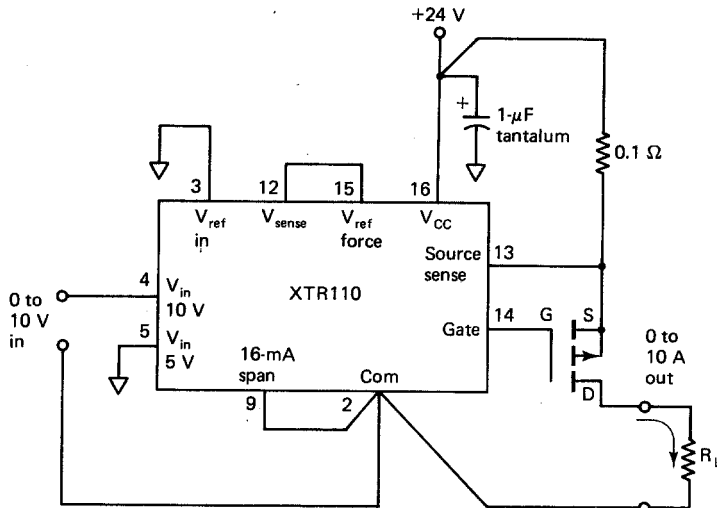 +24 V
+
1-μF
tantalum
0.1 Ω
3
12
15
16
V_ref
in
V_sense
V_ref
force
V_CC
Source
sense
13
4
V_in
10 V
XTR110
0 to
10 V
in
5
V_in
5 V
Gate
14
G
S
D
0 to
10 A
out
16-mA
span
Com
9
2